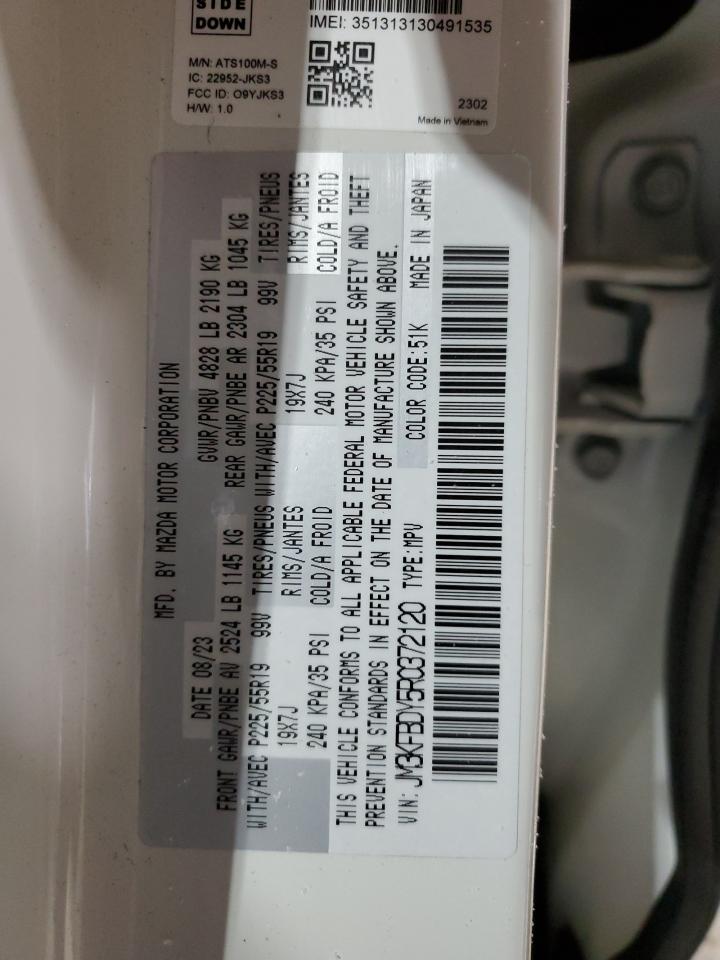 SIDE
DOWN
IMEI: 351313130491535
M/N: ATS100M-S
IC: 22952-JKS3
FCC ID: O9YJKS3
H/W: 1.0
2302
Made in Vietnam
MFD. BY MAZDA MOTOR CORPORATION
DATE 08/23 GVWR/PNBV 4828 LB 2190 KG
FRONT GAWR/PNBE AV 2524 LB 1145 KG REAR GAWR/PNBE AR 2304 LB 1045 KG
WITH/AVEC P225/55R19 99V TIRES/PNEUS WITH/AVEC P225/55R19 99V TIRES/PNEUS
19X7J RIMS/JANTES 19X7J RIMS/JANTES
240 KPA/35 PSI COLD/A FROID 240 KPA/35 PSI COLD/A FROID
THIS VEHICLE CONFORMS TO ALL APPLICABLE FEDERAL MOTOR VEHICLE SAFETY AND THEFT
PREVENTION STANDARDS IN EFFECT ON THE DATE OF MANUFACTURE SHOWN ABOVE.
VIN: JM3KFBDY5R0372120 TYPE:MPV COLOR CODE:51K MADE IN JAPAN